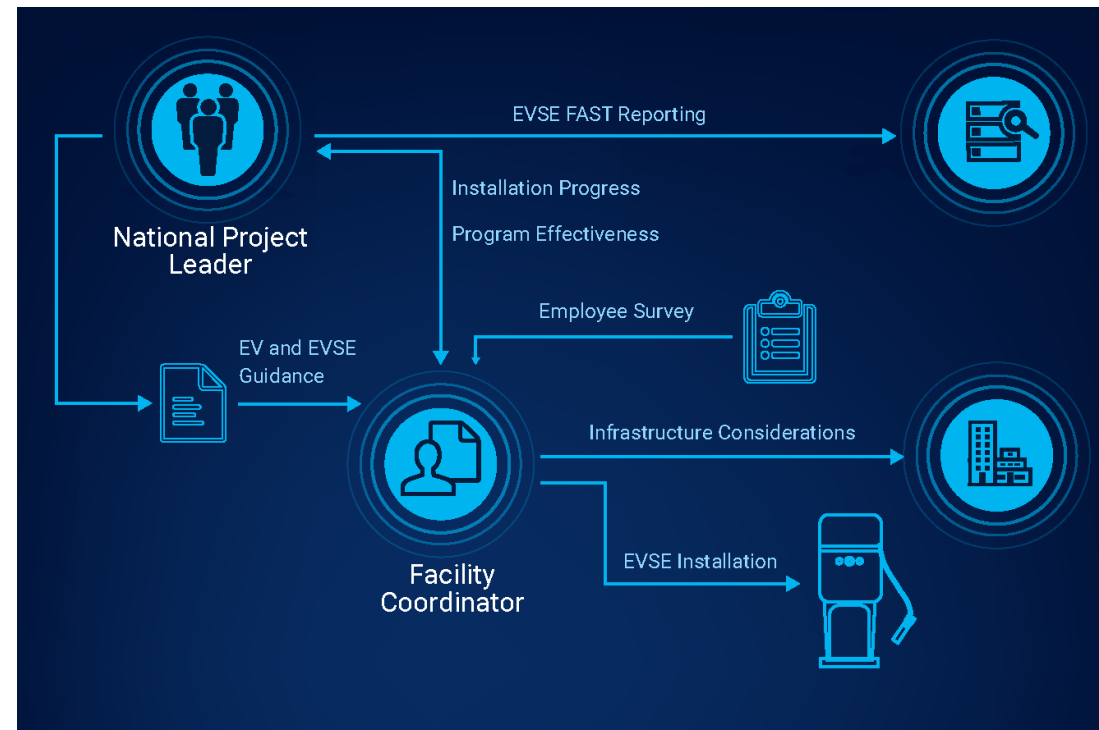 EVSE FAST Reporting
Installation Progress
Program Effectiveness
National Project
Leader
Employee Survey
EV and EVSE
Guidance
Infrastructure Considerations
EVSE Installation
Facility
Coordinator